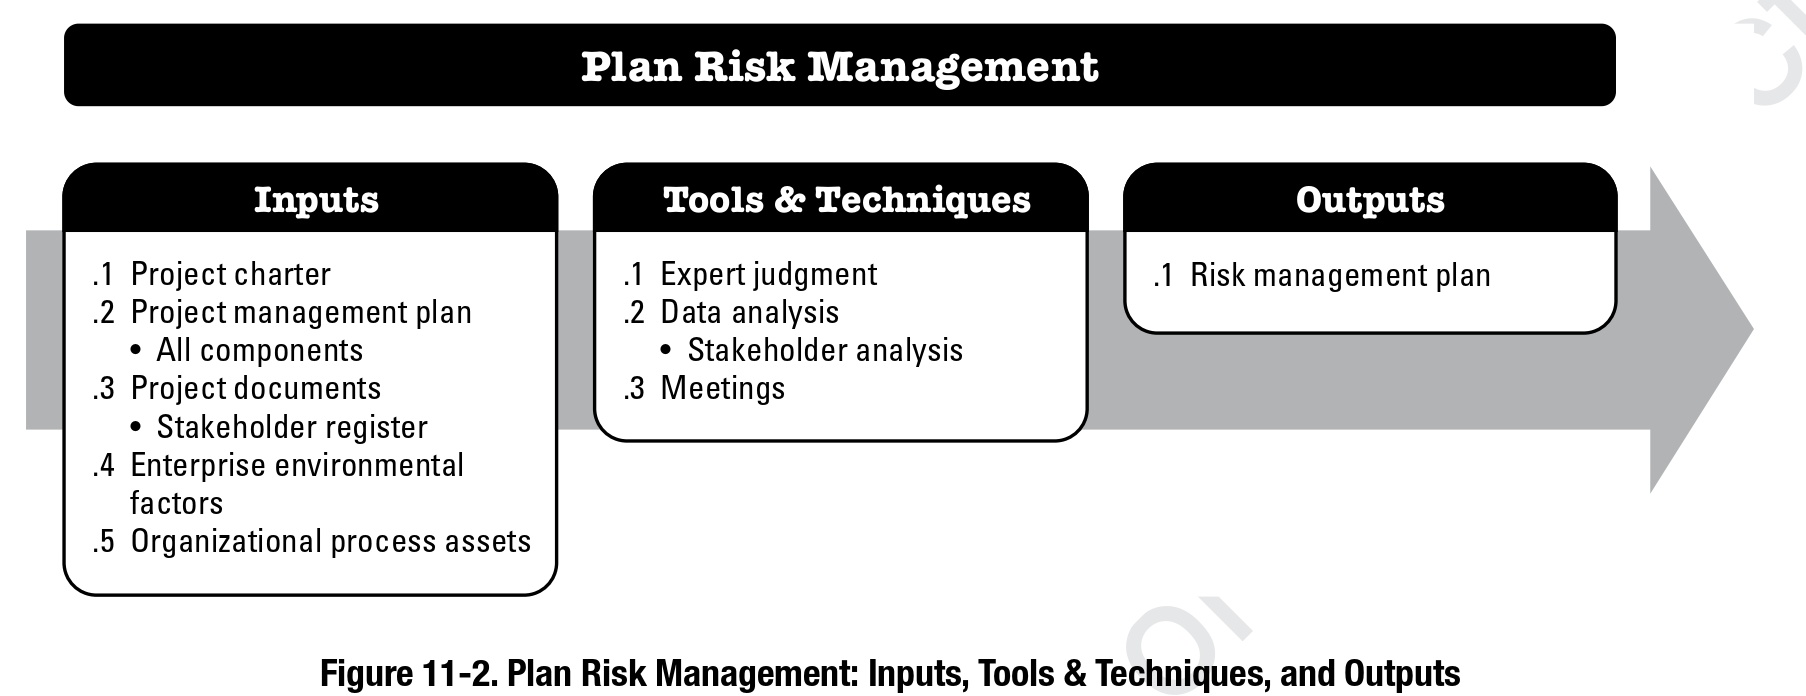 Plan Risk Management
Inputs
.1 Project charter
.2 Project management plan
• All components
.3 Project documents
• Stakeholder register
.4 Enterprise environmental
factors
.5 Organizational process assets
Tools & Techniques
.1 Expert judgment
.2 Data analysis
• Stakeholder analysis
.3 Meetings
Outputs
.1 Risk management plan
Figure 11-2. Plan Risk Management: Inputs, Tools & Techniques, and Outputs